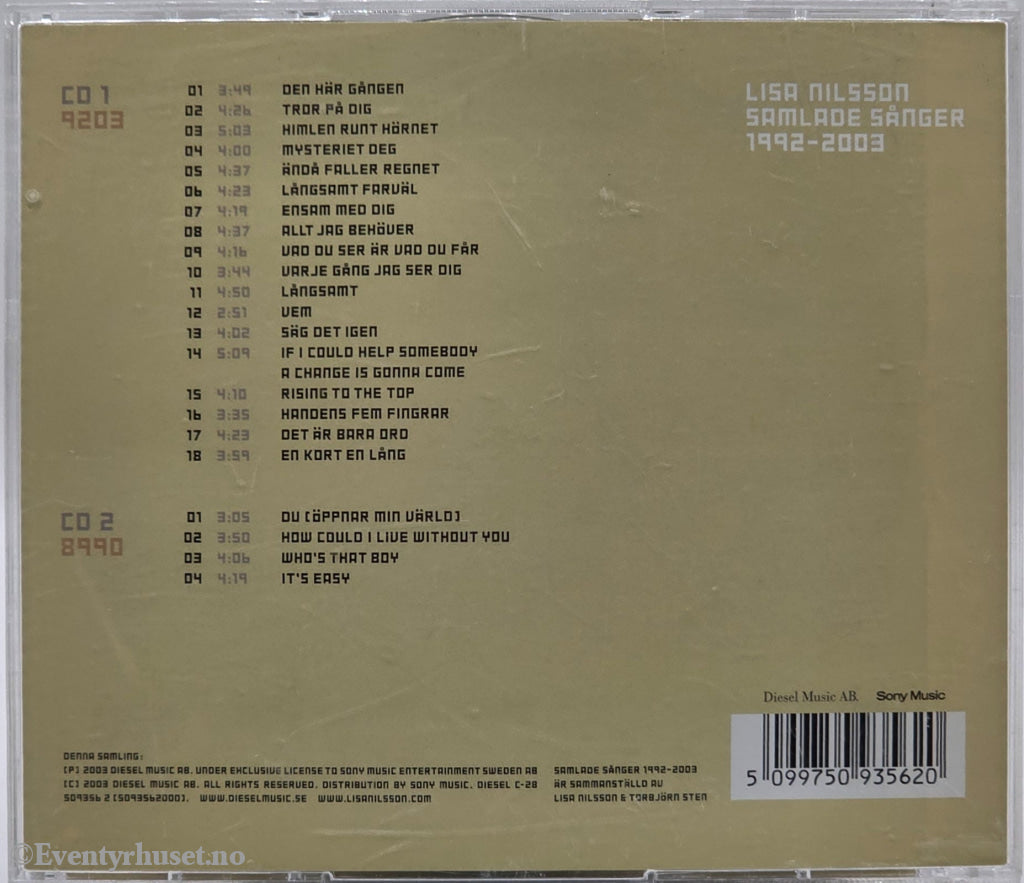 CD 1
9203
01 3:49 DEN HÄR GÅNGEN
02 4:26 TROR PÅ DIG
03 5:03 HIMLEN RUNT HÖRNET
04 4:00 MYSTERIET DEG
05 4:37 ÄNDÅ FALLER REGNET
06 4:23 LÅNGSAMT FARVÄL
07 4:19 ENSAM MED DIG
08 4:37 ALLT JAG BEHÖVER
09 4:16 VAD DU SER ÄR VAD DU FÅR
10 3:44 VARJE GÅNG JAG SER DIG
11 4:50 LÅNGSAMT
12 2:51 VEM
13 4:02 SÄG DET IGEN
14 5:09 IF I COULD HELP SOMEBODY
A CHANGE IS GONNA COME
15 4:10 RISING TO THE TOP
16 3:35 HANDENS FEM FINGRAR
17 4:23 DET ÄR BARA ORD
18 3:59 EN KORT EN LÅNG
CD 2
8990
01 3:05 DU [ÖPPNAR MIN VÄRLD]
02 3:50 HOW COULD I LIVE WITHOUT YOU
03 4:06 WHO'S THAT BOY
04 4:19 IT'S EASY
LISA NILSSON
SAMLADE SÅNGER
1992-2003
DENNA SAMLING:
[P] 2003 DIESEL MUSIC AB. UNDER EXCLUSIVE LICENSE TO SONY MUSIC ENTERTAINMENT SWEDEN AB
[C] 2003 DIESEL MUSIC AB. ALL RIGHTS RESERVED. DISTRIBUTION BY SONY MUSIC. DIESEL C-28
509356 2 [5093562000]. WWW.DIESELMUSIC.SE WWW.LISANILSSON.COM
SAMLADE SÅNGER 1992-2003
ÄR SAMMANSTÄLLD AV
LISA NILSSON & TORBJÖRN STEN
Diesel Music AB. Sony Music
5 099750 935620
©Eventyrhuset.no